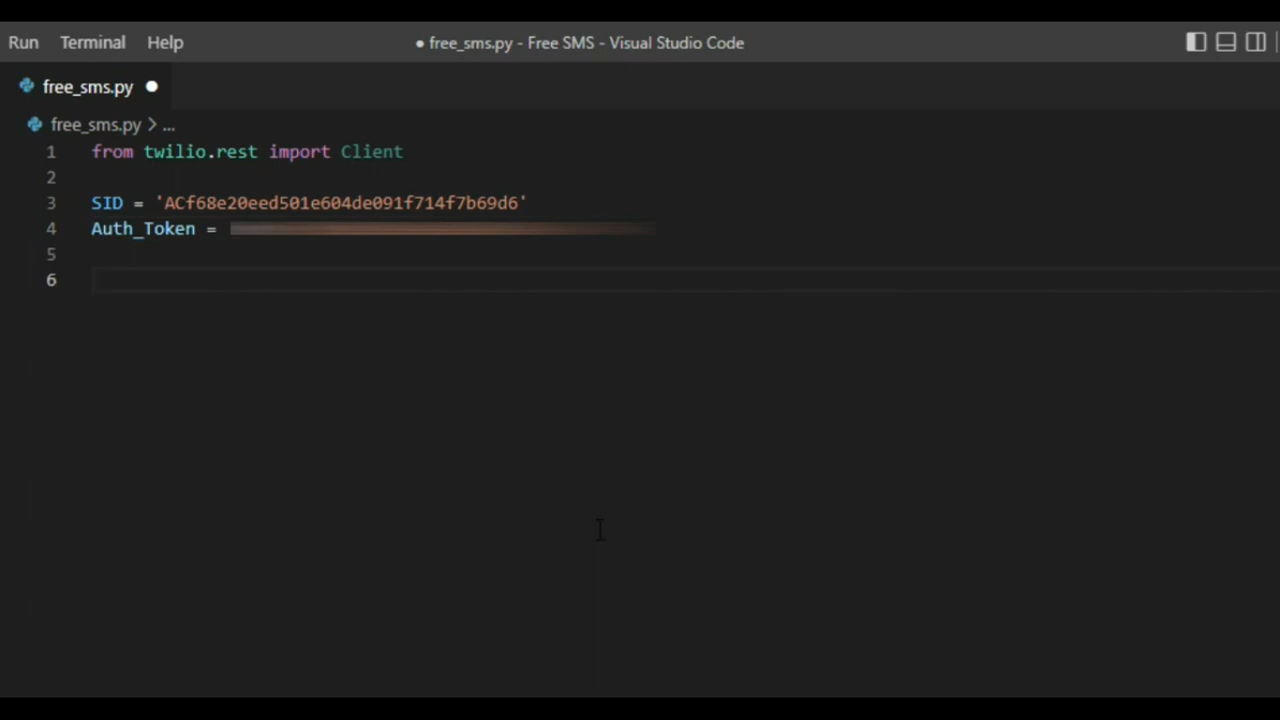 Run Terminal Help ● free_sms.py - Free SMS - Visual Studio Code
free_sms.py ●
free_sms.py > ...
1 from twilio.rest import Client
2
3 SID = 'ACf68e20eed501e604de091f714f7b69d6'
4 Auth_Token =
5
6